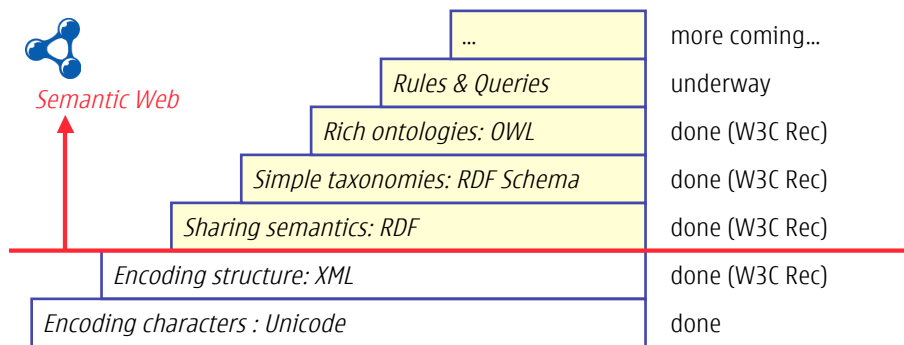 ... more coming...
Rules & Queries underway
Semantic Web
Rich ontologies: OWL done (W3C Rec)
Simple taxonomies: RDF Schema done (W3C Rec)
Sharing semantics: RDF done (W3C Rec)
Encoding structure: XML done (W3C Rec)
Encoding characters : Unicode done